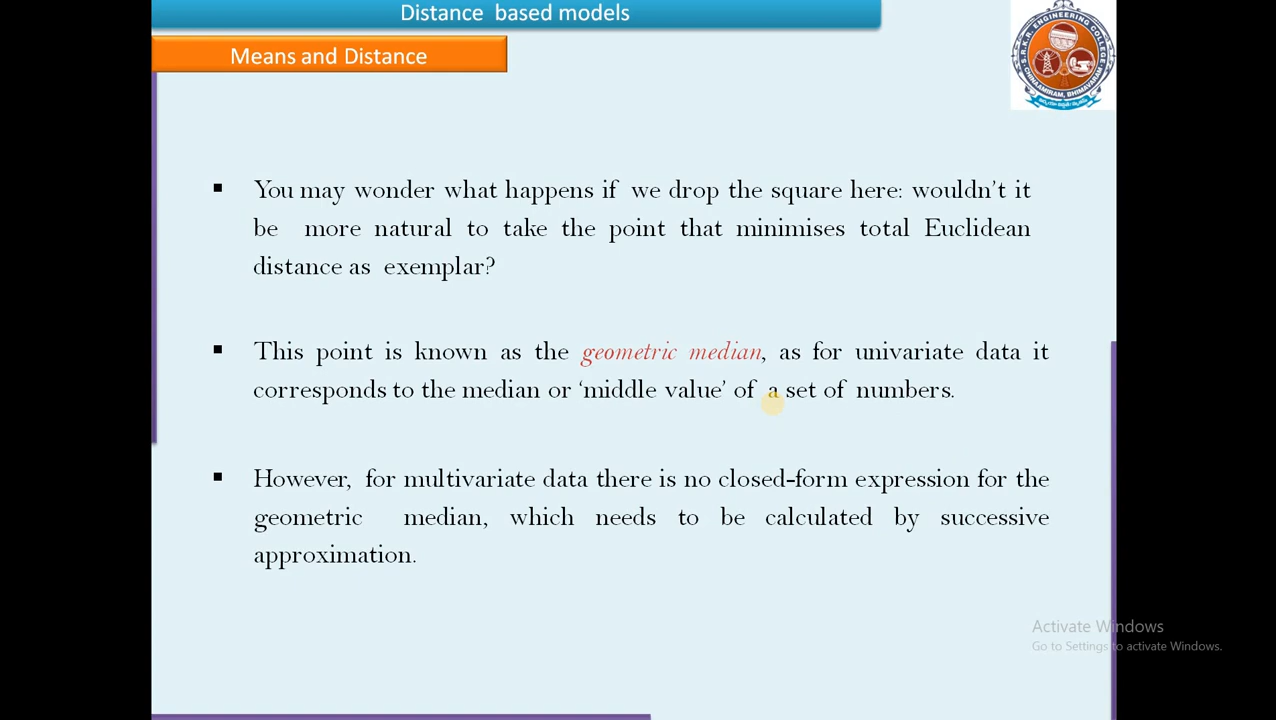 Distance based models
Means and Distance
S.R.K.R. ENGINEERING COLLEGE
CHINAAMIRAM, BHIMAVARAM
▪ You may wonder what happens if we drop the square here: wouldn’t it
be more natural to take the point that minimises total Euclidean
distance as exemplar?
▪ This point is known as the geometric median, as for univariate data it
corresponds to the median or ‘middle value’ of a set of numbers.
▪ However, for multivariate data there is no closed-form expression for the
geometric median, which needs to be calculated by successive
approximation.
Activate Windows
Go to Settings to activate Windows.